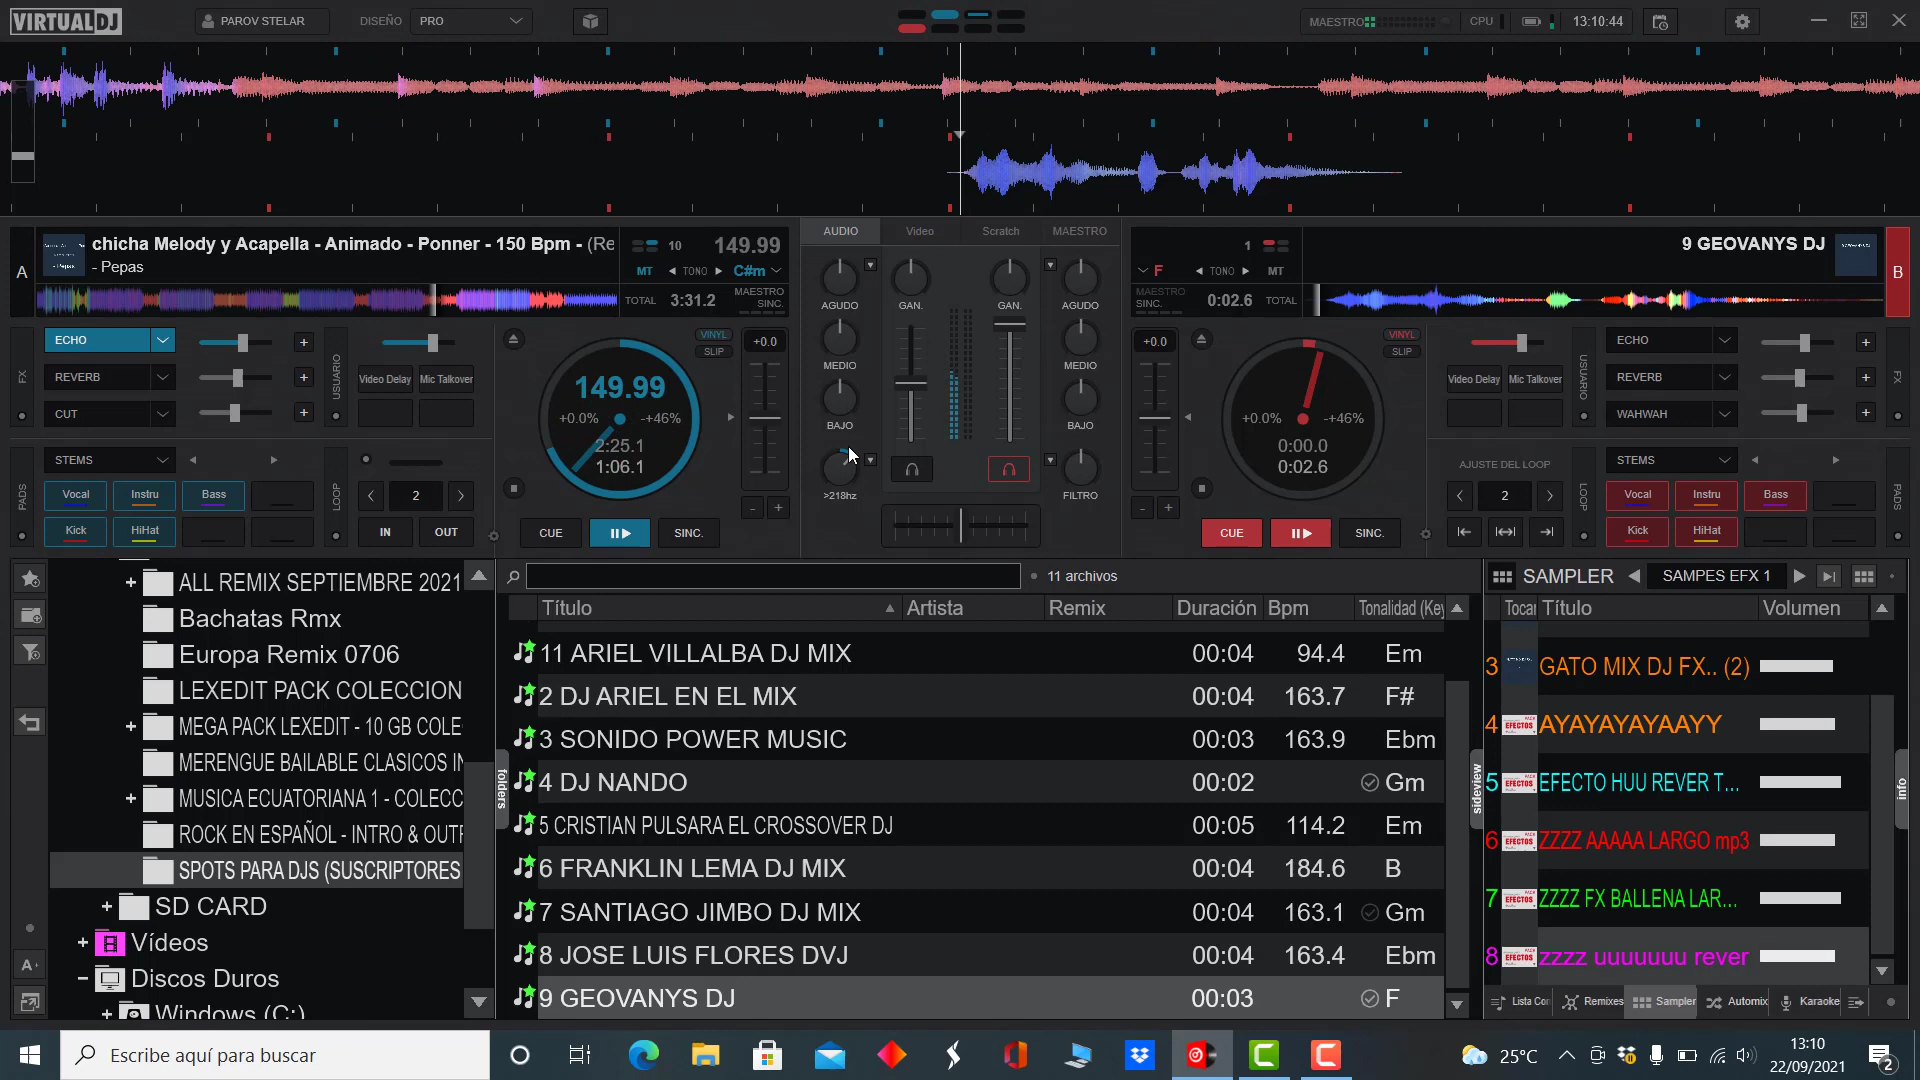 VIRTUAL DJ
PAROV STELAR
DISEÑO
PRO
MAESTRO
CPU
13:10:44
A
chicha Melody y Acapella - Animado - Ponner - 150 Bpm - (Re
- Pepas
10
149.99
MT
TONO
C#m
TOTAL
3:31.2
MAESTRO
SINC.
AUDIO
Video
Scratch
MAESTRO
1
9 GEOVANYS DJ
F
TONO
MT
MAESTRO
SINC.
0:02.6
TOTAL
B
FX
ECHO
REVERB
CUT
USUARIO
Video Delay
Mic Talkover
VINYL
SLIP
149.99
+0.0%
-+46%
2:25.1
1:06.1
+0.0
AGUDO
GAN.
GAN.
AGUDO
MEDIO
MEDIO
BAJO
BAJO
>218hz
FILTRO
+0.0
VINYL
SLIP
+0.0%
-+46%
0:00.0
0:02.6
Video Delay
Mic Talkover
USUARIO
ECHO
REVERB
WAHWAH
FX
PADS
STEMS
Vocal
Instru
Bass
Kick
HiHat
LOOP
2
IN
OUT
CUE
SINC.
CUE
SINC.
AJUSTE DEL LOOP
2
LOOP
STEMS
Vocal
Instru
Bass
Kick
HiHat
PADS
ALL REMIX SEPTIEMBRE 2021
Bachatas Rmx
Europa Remix 0706
LEXEDIT PACK COLECCION
MEGA PACK LEXEDIT - 10 GB COLE
MERENGUE BAILABLE CLASICOS IN
MUSICA ECUATORIANA 1 - COLECC
ROCK EN ESPAÑOL - INTRO & OUT
SPOTS PARA DJS (SUSCRIPTORES
SD CARD
Vídeos
Discos Duros
Windows (C:)
folders
11 archivos
Título
Artista
Remix
Duración
Bpm
Tonalidad (Key
11 ARIEL VILLALBA DJ MIX 00:04 94.4 Em
2 DJ ARIEL EN EL MIX 00:04 163.7 F#
3 SONIDO POWER MUSIC 00:03 163.9 Ebm
4 DJ NANDO 00:02 Gm
5 CRISTIAN PULSARA EL CROSSOVER DJ 00:05 114.2 Em
6 FRANKLIN LEMA DJ MIX 00:04 184.6 B
7 SANTIAGO JIMBO DJ MIX 00:04 163.1 Gm
8 JOSE LUIS FLORES DVJ 00:04 163.4 Ebm
9 GEOVANYS DJ 00:03 F
sideview
SAMPLER
SAMPES EFX 1
Tocar
Título
Volumen
3 GATO MIX DJ FX.. (2)
4 EFECTOS AYAYAYAYAAYY
5 EFECTOS EFECTO HUU REVER T...
6 EFECTOS ZZZZ AAAAA LARGO mp3
7 EFECTOS ZZZZ FX BALLENA LAR...
8 EFECTOS zzzz uuuuuuu rever
info
Lista Con
Remixes
Sampler
Automix
Karaoke
Escribe aquí para buscar
25°C
13:10
22/09/2021
2